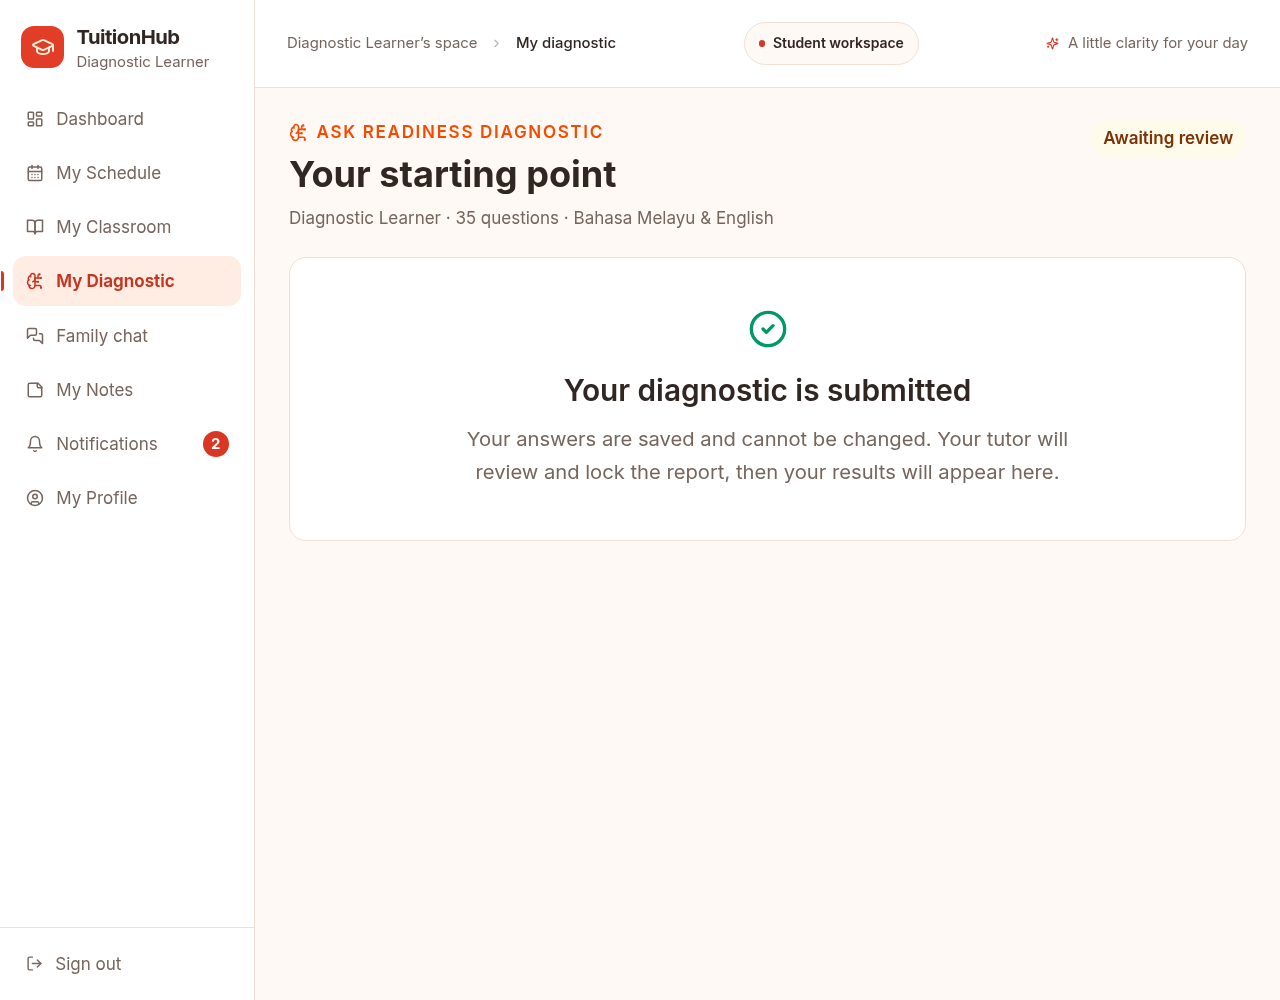 TuitionHub
Diagnostic Learner
Dashboard
My Schedule
My Classroom
My Diagnostic
Family chat
My Notes
Notifications 2
My Profile
Sign out
Diagnostic Learner’s space > My diagnostic
Student workspace
A little clarity for your day
ASK READINESS DIAGNOSTIC
Your starting point
Diagnostic Learner · 35 questions · Bahasa Melayu & English
Awaiting review
Your diagnostic is submitted
Your answers are saved and cannot be changed. Your tutor will
review and lock the report, then your results will appear here.